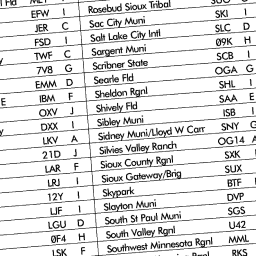 EFW I Rosebud Sioux Tribal
JER C Sac City Muni SKI I
FSD I Salt Lake City Intl SLC D
TWF C Sargent Muni 09K H
7V8 G Scribner State SCB I
EMM D Searle Fld OGA G
IBM F Sheldon Rgnl SHL I
OXV J Shively Fld SAA E
DXX I Sibley Muni ISB I
LKV A Sidney Muni/Lloyd W Carr SNY G
21D J Silvies Valley Ranch OG14 A
LAR F Sioux County Rgnl SXK
LRJ I Sioux Gateway/Brig SUX
12Y I Skypark BTF
LJF I Slayton Muni DVP
LGU D South St Paul Muni SGS
0F4 H South Valley Rgnl U42
LSK F Southwest Minnesota Rgnl MML
RKS